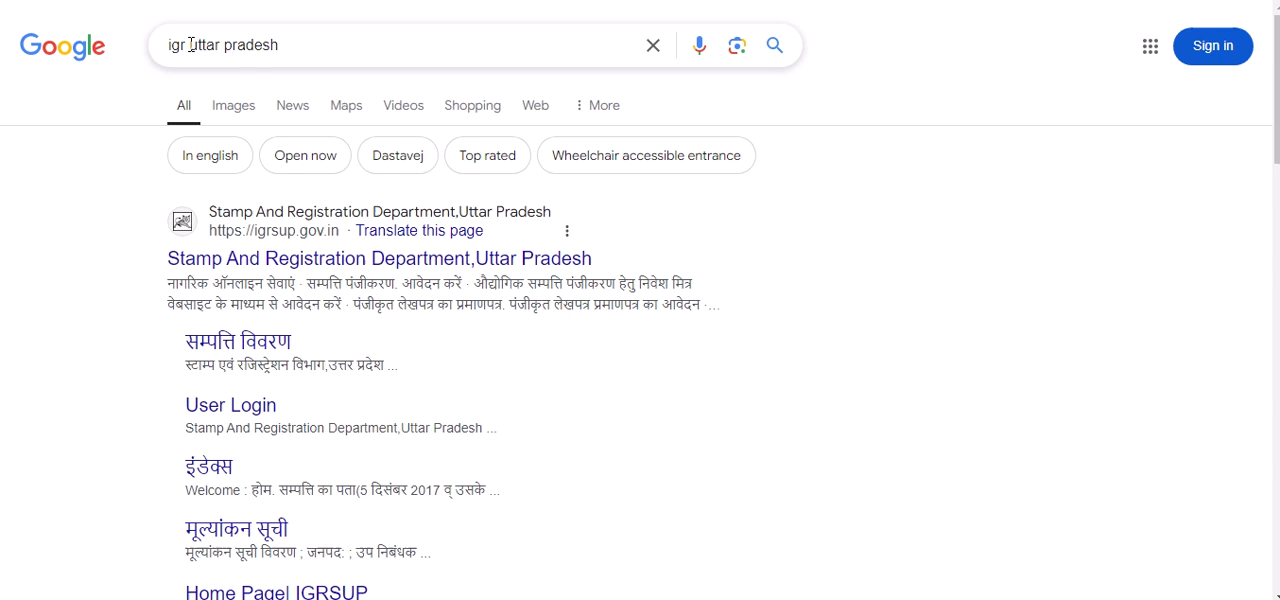 Google
igr uttar pradesh
Sign in
All Images News Maps Videos Shopping Web More
In english Open now Dastavej Top rated Wheelchair accessible entrance
Stamp And Registration Department,Uttar Pradesh
https://igrsup.gov.in · Translate this page
Stamp And Registration Department,Uttar Pradesh
नागरिक ऑनलाइन सेवाएं · सम्पत्ति पंजीकरण. आवेदन करें · औद्योगिक सम्पत्ति पंजीकरण हेतु निवेश मित्र
वेबसाइट के माध्यम से आवेदन करें · पंजीकृत लेखपत्र का प्रमाणपत्र. पंजीकृत लेखपत्र प्रमाणपत्र का आवेदन · ...
सम्पत्ति विवरण
स्टाम्प एवं रजिस्ट्रेशन विभाग,उत्तर प्रदेश ...
User Login
Stamp And Registration Department,Uttar Pradesh ...
इंडेक्स
Welcome : होम. सम्पत्ति का पता(5 दिसंबर 2017 व् उसके ...
मूल्यांकन सूची
मूल्यांकन सूची विवरण ; जनपद: ; उप निबंधक ...
Home Page| IGRSUP